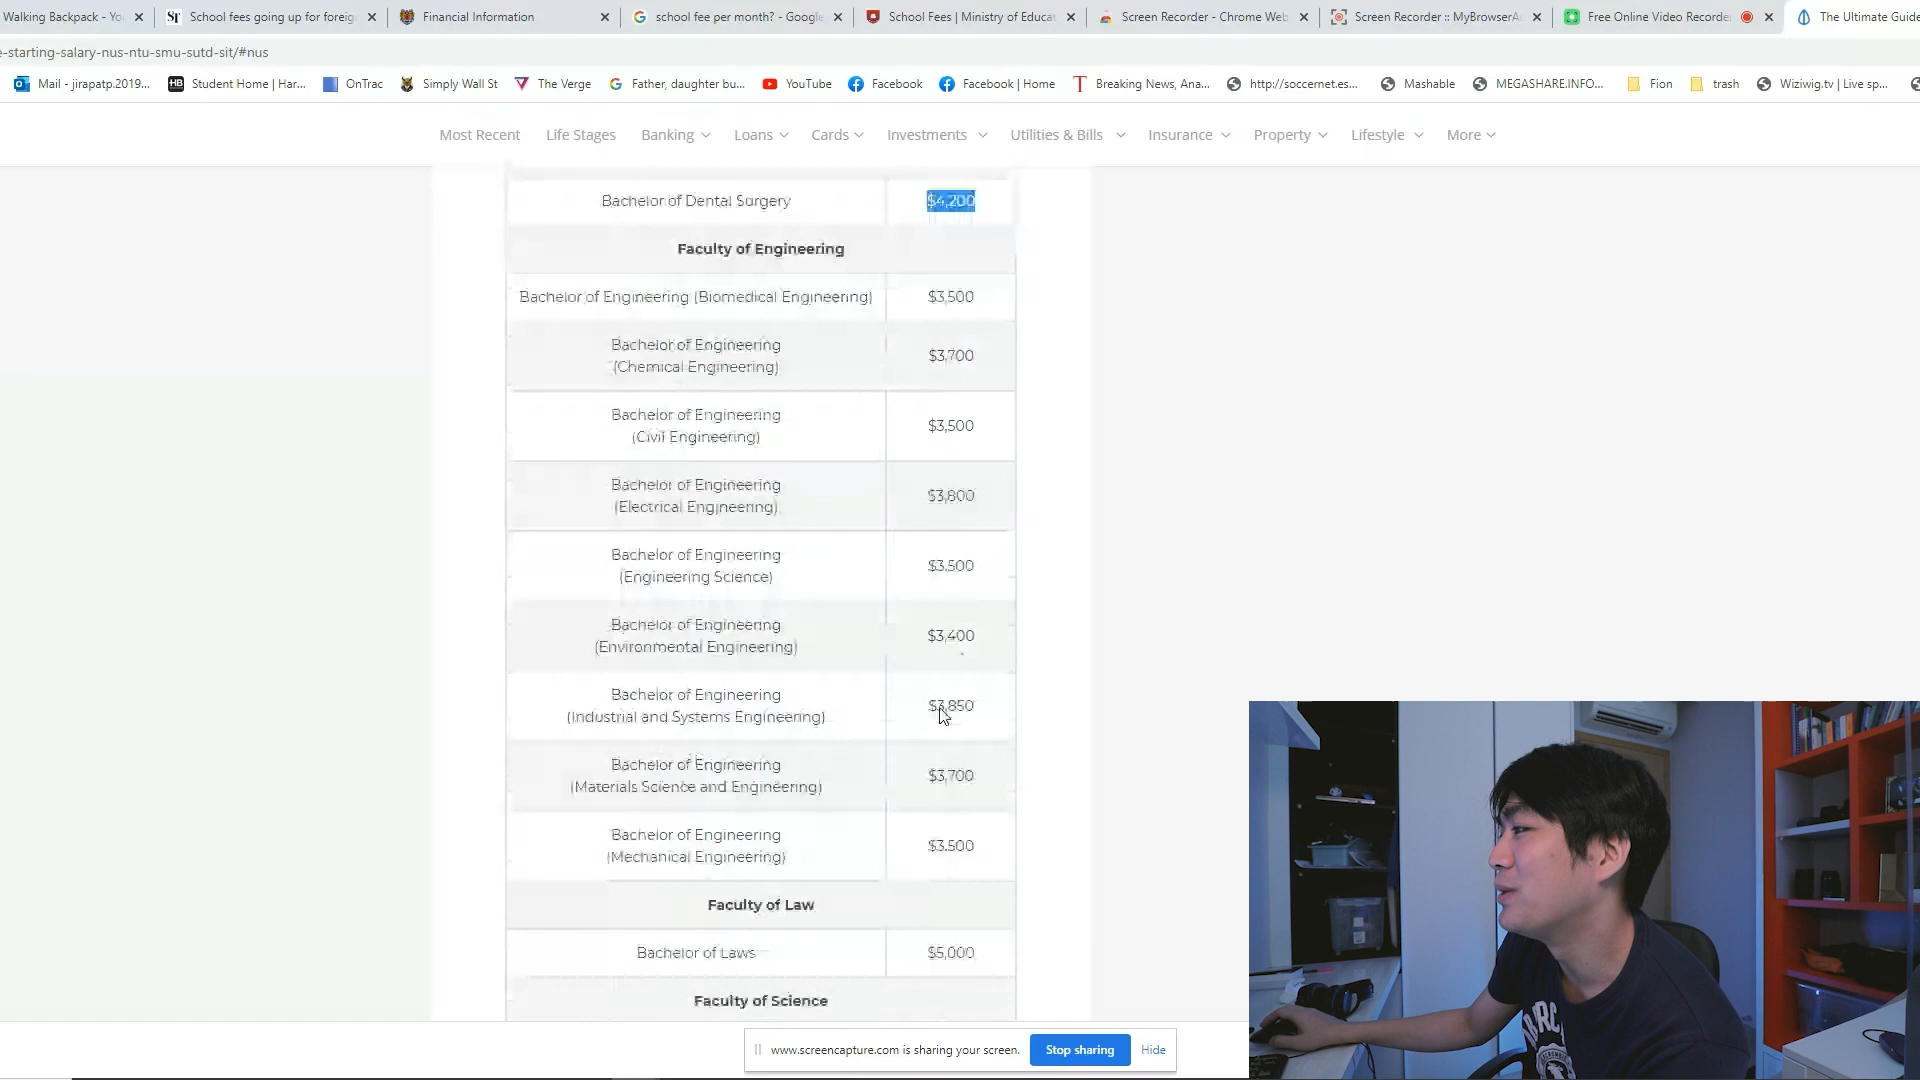 Walking Backpack - Yo
School fees going up for foreig
Financial Information
school fee per month? - Google
School Fees | Ministry of Educat
Screen Recorder - Chrome Web
Screen Recorder :: MyBrowserA
Free Online Video Recorde
The Ultimate Guide
e-starting-salary-nus-ntu-smu-sutd-sit/#nus
Mail - jirapatp.2019...
Student Home | Har...
OnTrac
Simply Wall St
The Verge
Father, daughter bu...
YouTube
Facebook
Facebook | Home
Breaking News, Ana...
http://soccernet.es...
Mashable
MEGASHARE.INFO...
Fion
trash
Wiziwig.tv | Live sp...
Most Recent
Life Stages
Banking
Loans
Cards
Investments
Utilities & Bills
Insurance
Property
Lifestyle
More
Bachelor of Dental Surgery
$4,200
Faculty of Engineering
Bachelor of Engineering (Biomedical Engineering)
$3,500
Bachelor of Engineering
(Chemical Engineering)
$3,700
Bachelor of Engineering
(Civil Engineering)
$3,500
Bachelor of Engineering
(Electrical Engineering)
$3,800
Bachelor of Engineering
(Engineering Science)
$3,500
Bachelor of Engineering
(Environmental Engineering)
$3,400
Bachelor of Engineering
(Industrial and Systems Engineering)
$3,850
Bachelor of Engineering
(Materials Science and Engineering)
$3,700
Bachelor of Engineering
(Mechanical Engineering)
$3,500
Faculty of Law
Bachelor of Laws
$5,000
Faculty of Science
www.screencapture.com is sharing your screen.
Stop sharing
Hide